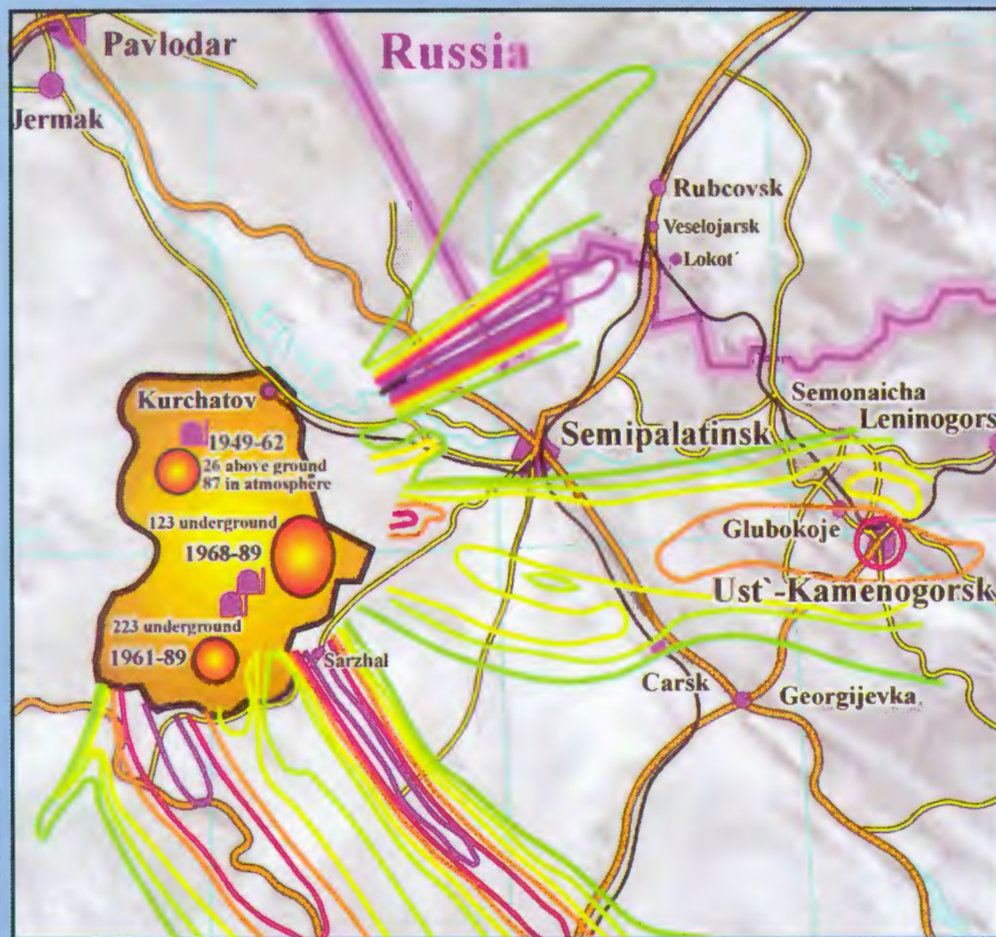 Pavlodar
Russia
Jermak
Rubcovsk
Veselojarsk
Lokot´
Kurchatov
Semonaicha
Leninogors
1949-62
Semipalatinsk
26 above ground
87 in atmosphere
123 underground
Glubokoje
1968-89
Ust`-Kamenogorsk
223 underground
1961-89
Sarzhal
Carsk
Georgijevka